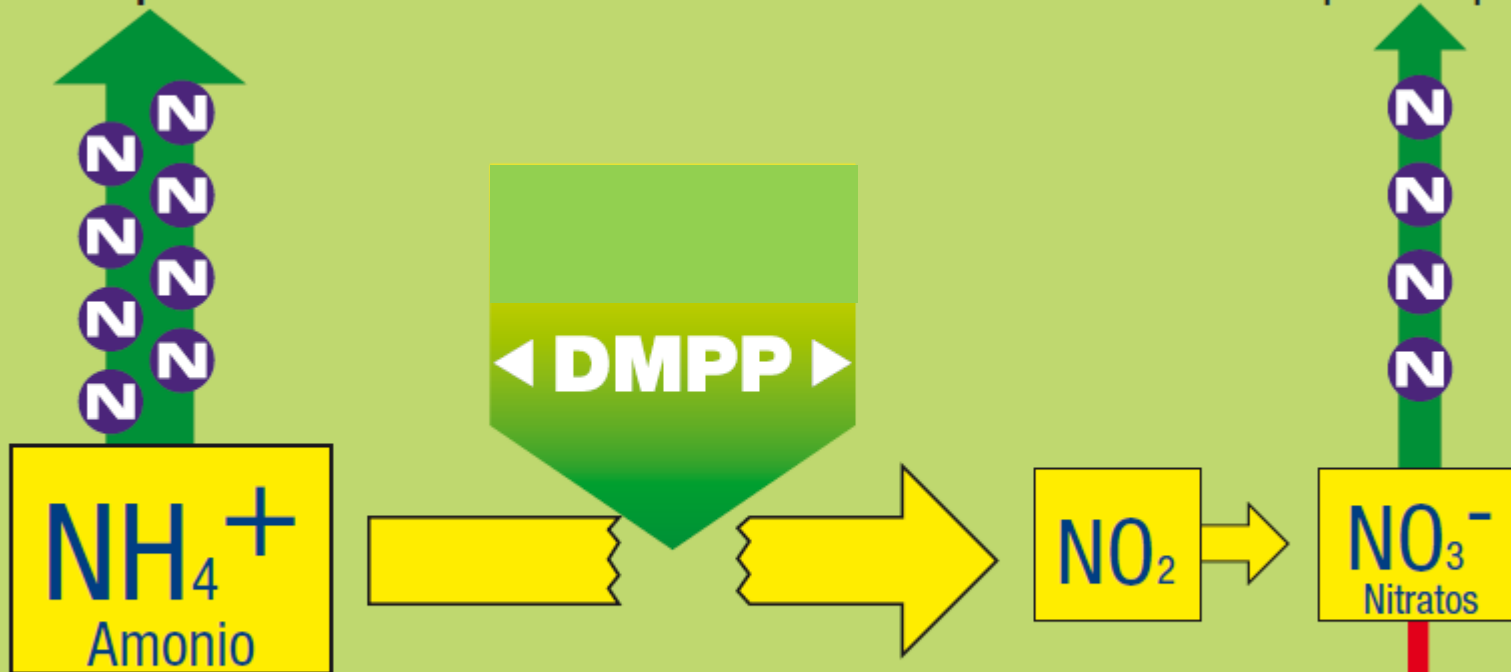 N N N N N N N N
N N N N
◄ DMPP ►
NH₄⁺
Amonio
NO₂
NO₃⁻
Nitratos